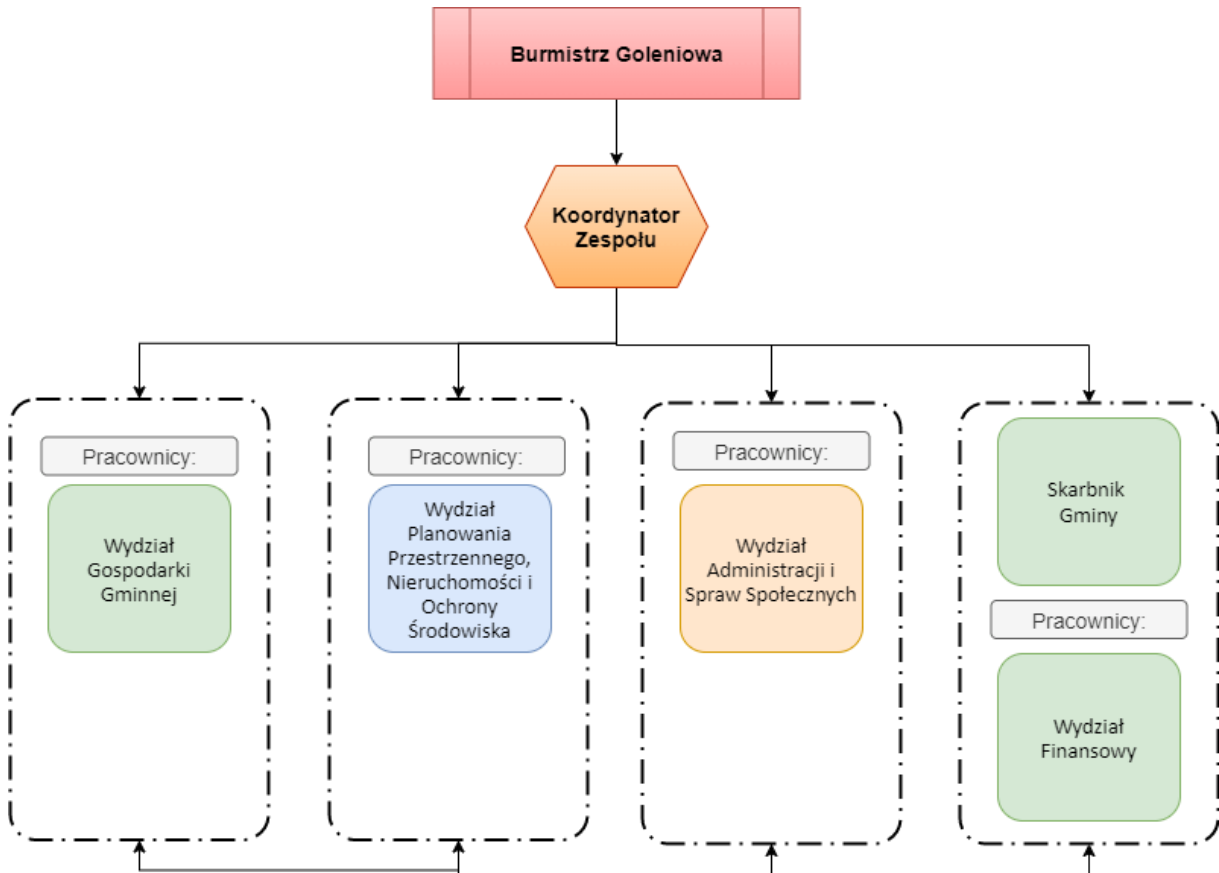 Burmistrz Goleniowa
Koordynator
Zespołu
Pracownicy:
Wydział
Gospodarki
Gminnej
Pracownicy:
Wydział
Planowania
Przestrzennego,
Nieruchomości i
Ochrony
Środowiska
Pracownicy:
Wydział
Administracji i
Spraw Społecznych
Skarbnik
Gminy
Pracownicy:
Wydział
Finansowy